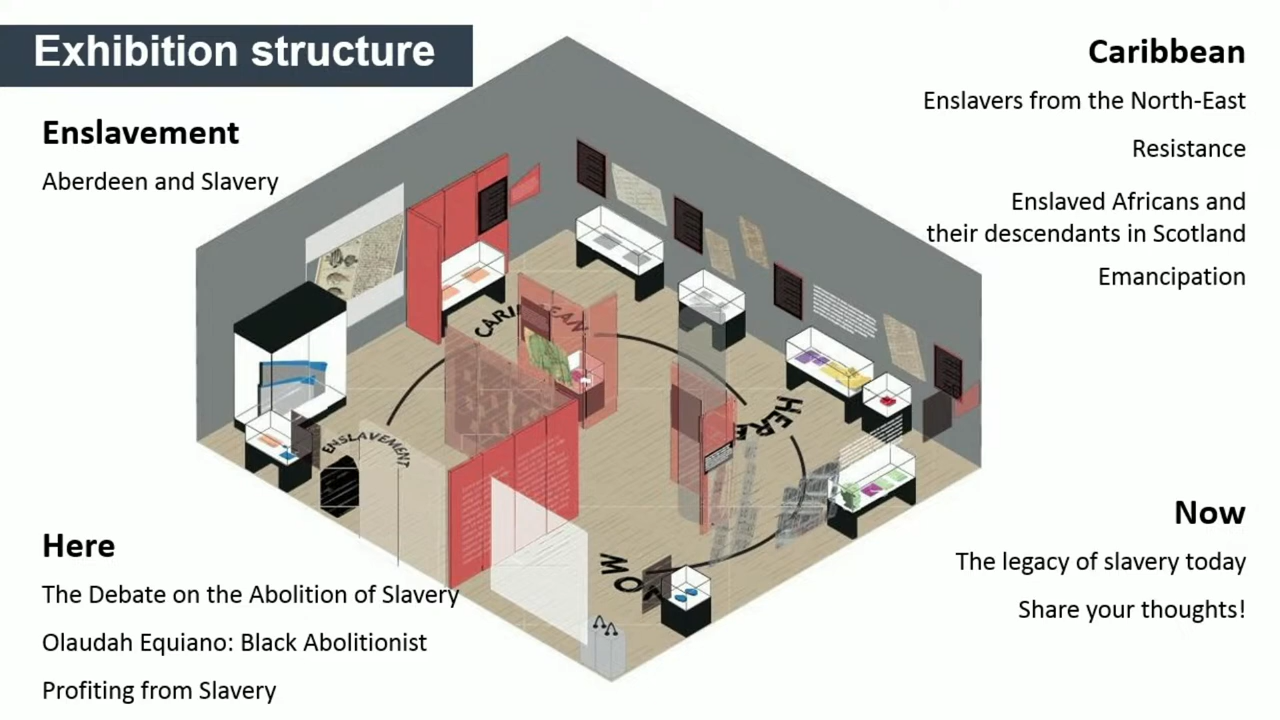 Exhibition structure
Enslavement
Aberdeen and Slavery
Caribbean
Enslavers from the North-East
Resistance
Enslaved Africans and
their descendants in Scotland
Emancipation
ENSLAVEMENT
CARIBBEAN
HERE
NOW
Here
The Debate on the Abolition of Slavery
Olaudah Equiano: Black Abolitionist
Profiting from Slavery
Now
The legacy of slavery today
Share your thoughts!